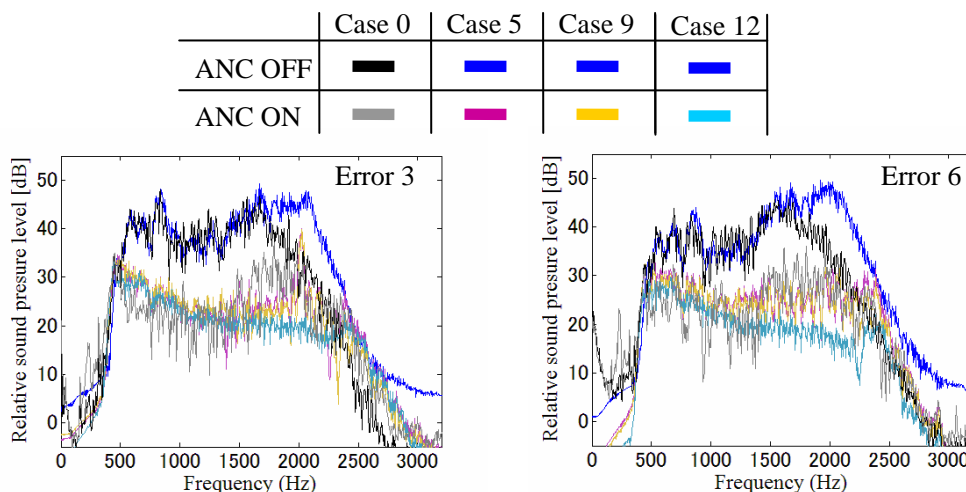 Case 0 Case 5 Case 9 Case 12
ANC OFF
ANC ON
Error 3
Relative sound pressure level [dB]
50
40
30
20
10
0
0 500 1000 1500 2000 2500 3000
Frequency (Hz)
Error 6
Relative sound pressure level [dB]
50
40
30
20
10
0
0 500 1000 1500 2000 2500 3000
Frequency (Hz)